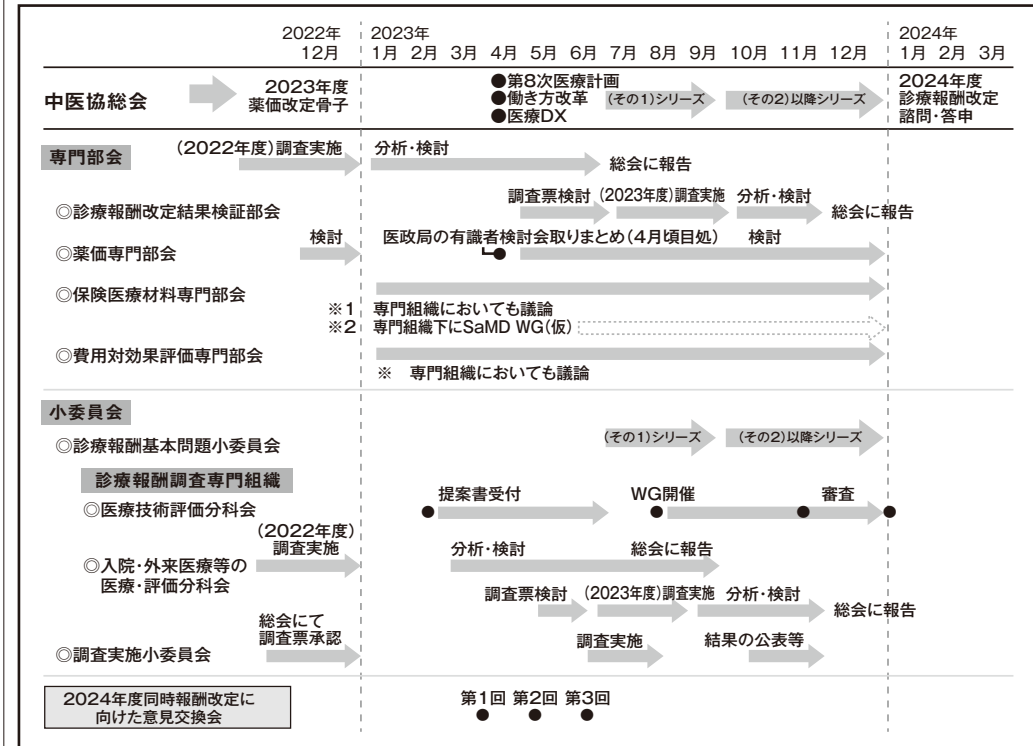 2022年 2023年 2024年
12月 1月 2月 3月 4月 5月 6月 7月 8月 9月 10月 11月 12月 1月 2月 3月
中医協総会
2023年度
薬価改定骨子
●第8次医療計画
●働き方改革
●医療DX
(その1)シリーズ (その2)以降シリーズ
2024年度
診療報酬改定
諮問・答申
専門部会
(2022年度)調査実施 分析・検討 総会に報告
◎診療報酬改定結果検証部会
調査票検討 (2023年度)調査実施 分析・検討 総会に報告
◎薬価専門部会
検討 医政局の有識者検討会取りまとめ(4月頃目処) 検討
◎保険医療材料専門部会
※1 専門組織においても議論
※2 専門組織下にSaMD WG(仮)
◎費用対効果評価専門部会
※ 専門組織においても議論
小委員会
◎診療報酬基本問題小委員会
(その1)シリーズ (その2)以降シリーズ
診療報酬調査専門組織
◎医療技術評価分科会
提案書受付 WG開催 審査
(2022年度)
調査実施
◎入院・外来医療等の
医療・評価分科会
分析・検討 総会に報告
調査票検討 (2023年度)調査実施 分析・検討 総会に報告
総会にて
調査票承認
◎調査実施小委員会
調査実施 結果の公表等
2024年度同時報酬改定に
向けた意見交換会
第1回 第2回 第3回